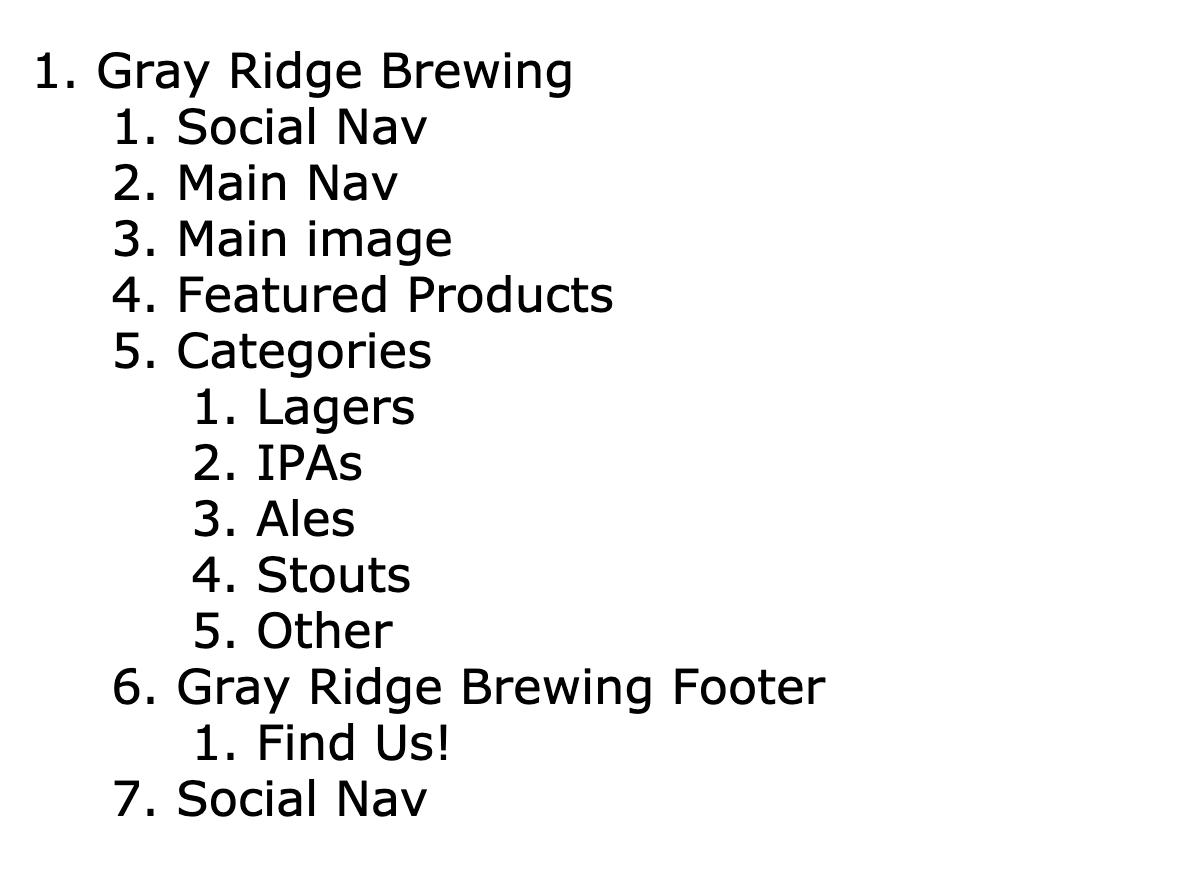 1. Gray Ridge Brewing
1. Social Nav
2. Main Nav
3. Main image
4. Featured Products
5. Categories
1. Lagers
2. IPAs
3. Ales
4. Stouts
5. Other
6. Gray Ridge Brewing Footer
1. Find Us!
7. Social Nav